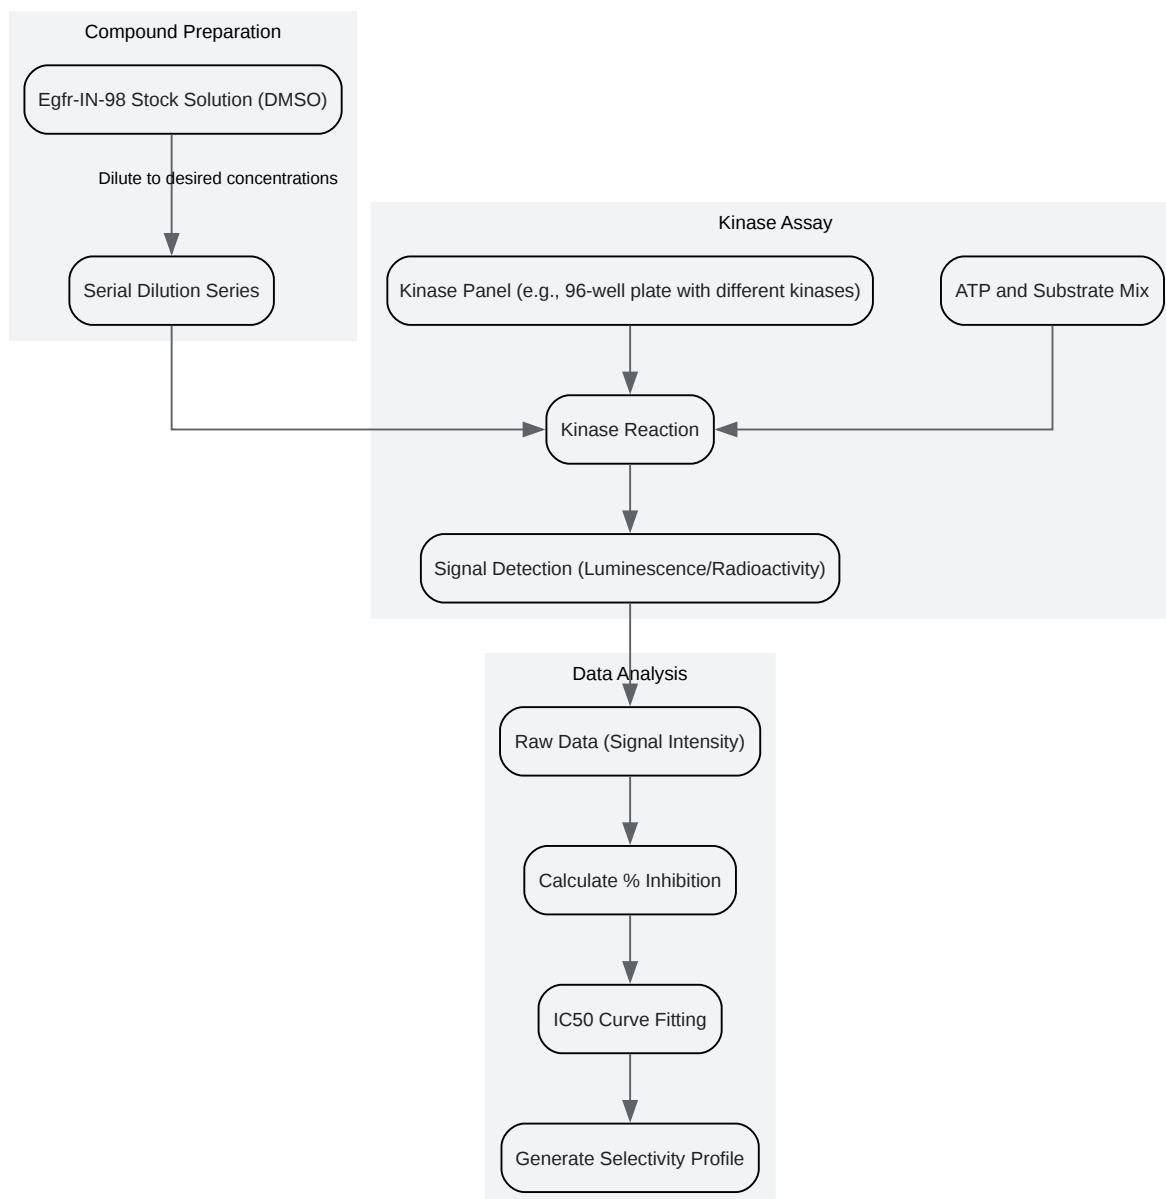 Compound Preparation
Egfr-IN-98 Stock Solution (DMSO)
Dilute to desired concentrations
Serial Dilution Series
Kinase Assay
Kinase Panel (e.g., 96-well plate with different kinases)
ATP and Substrate Mix
Kinase Reaction
Signal Detection (Luminescence/Radioactivity)
Data Analysis
Raw Data (Signal Intensity)
Calculate % Inhibition
IC50 Curve Fitting
Generate Selectivity Profile